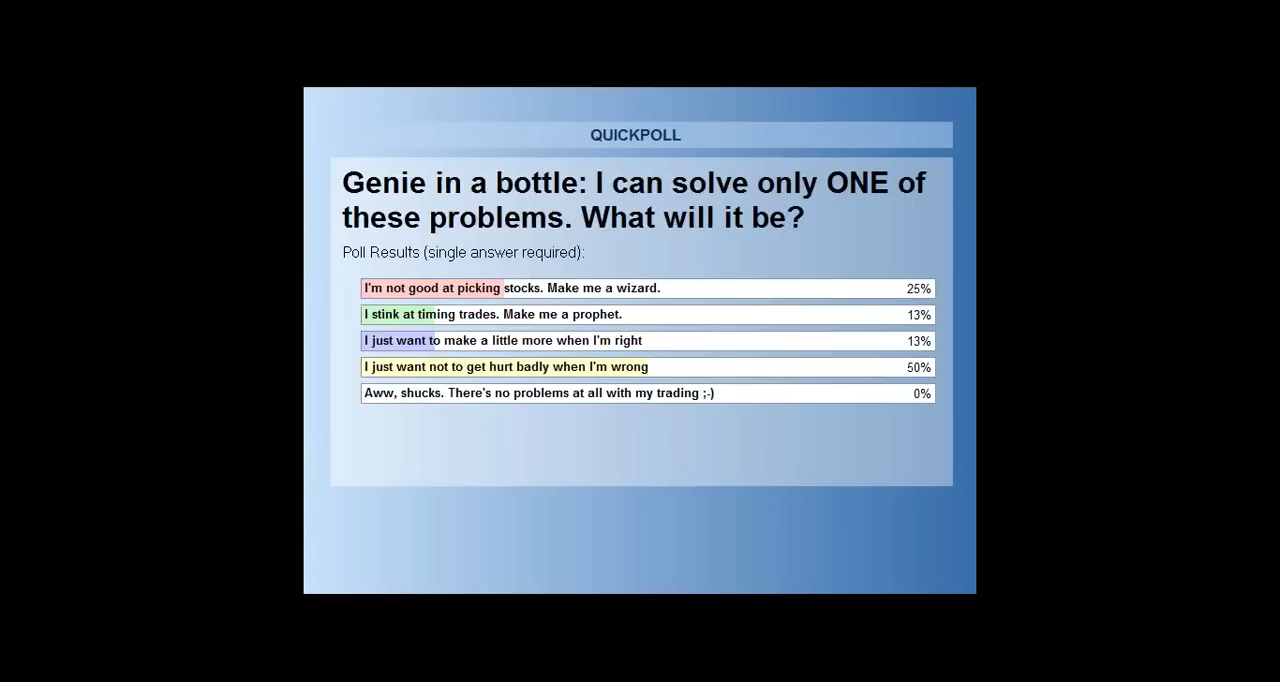 QUICKPOLL
Genie in a bottle: I can solve only ONE of
these problems. What will it be?
Poll Results (single answer required):
I'm not good at picking stocks. Make me a wizard. 25%
I stink at timing trades. Make me a prophet. 13%
I just want to make a little more when I'm right 13%
I just want not to get hurt badly when I'm wrong 50%
Aww, shucks. There's no problems at all with my trading ;-) 0%